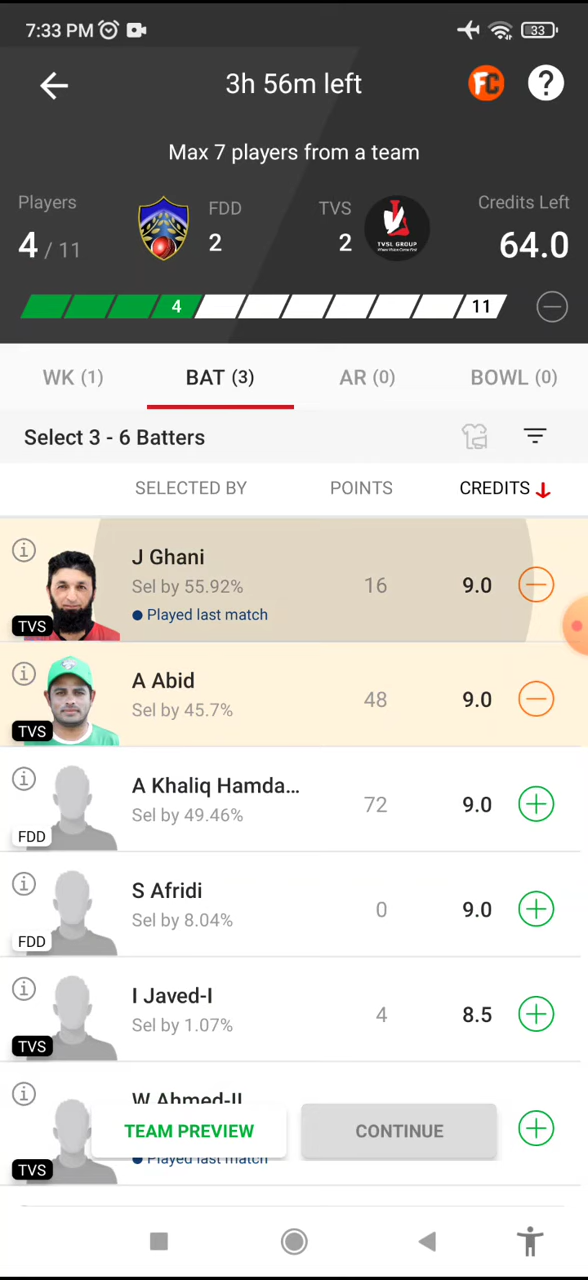 7:33 PM
33
3h 56m left
FC
?
Max 7 players from a team
Players
4 / 11
FDD
2
TVS
2
TVSL GROUP
Credits Left
64.0
4
11
WK (1)
BAT (3)
AR (0)
BOWL (0)
Select 3 - 6 Batters
SELECTED BY
POINTS
CREDITS
J Ghani
Sel by 55.92%
Played last match
16
9.0
TVS
A Abid
Sel by 45.7%
48
9.0
TVS
A Khaliq Hamda...
Sel by 49.46%
72
9.0
FDD
S Afridi
Sel by 8.04%
0
9.0
FDD
I Javed-I
Sel by 1.07%
4
8.5
TVS
W Ahmed-II
TEAM PREVIEW
CONTINUE
Played last match
TVS